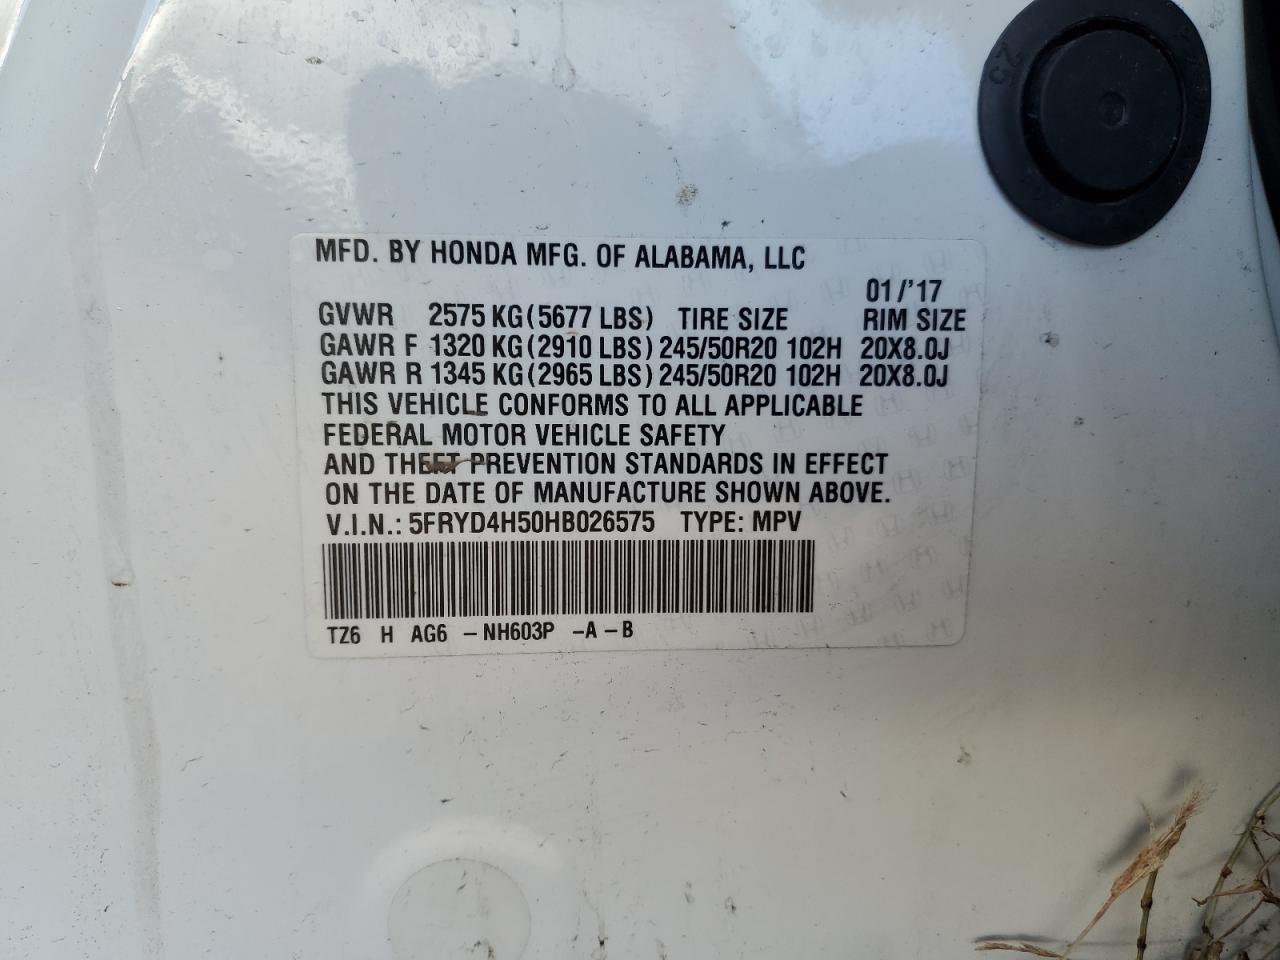 25
MFD. BY HONDA MFG. OF ALABAMA, LLC
01/'17
GVWR 2575 KG(5677 LBS) TIRE SIZE RIM SIZE
GAWR F 1320 KG(2910 LBS) 245/50R20 102H 20X8.0J
GAWR R 1345 KG(2965 LBS) 245/50R20 102H 20X8.0J
THIS VEHICLE CONFORMS TO ALL APPLICABLE
FEDERAL MOTOR VEHICLE SAFETY
AND THEFT PREVENTION STANDARDS IN EFFECT
ON THE DATE OF MANUFACTURE SHOWN ABOVE.
V.I.N.: 5FRYD4H50HB026575 TYPE: MPV
TZ6 H AG6 -NH603P -A-B